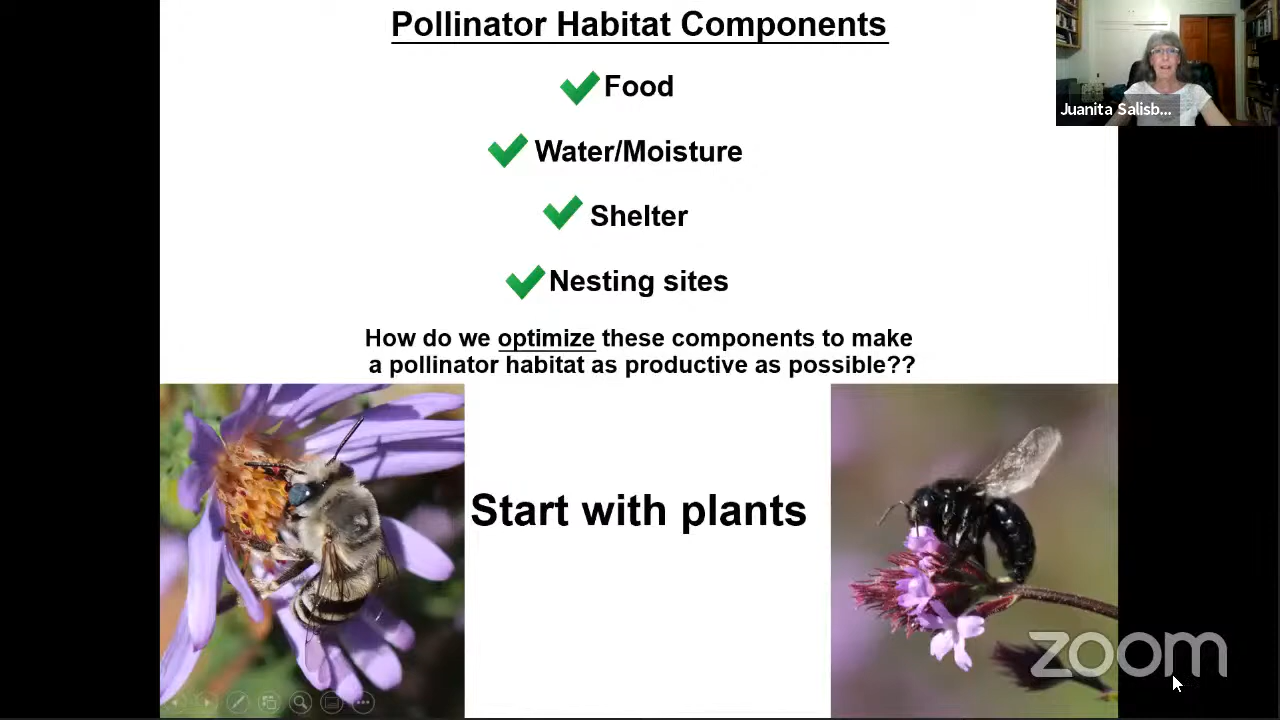 Pollinator Habitat Components
Food
Water/Moisture
Shelter
Nesting sites
How do we optimize these components to make
a pollinator habitat as productive as possible??
Start with plants
Juanita Salisb...
zoom